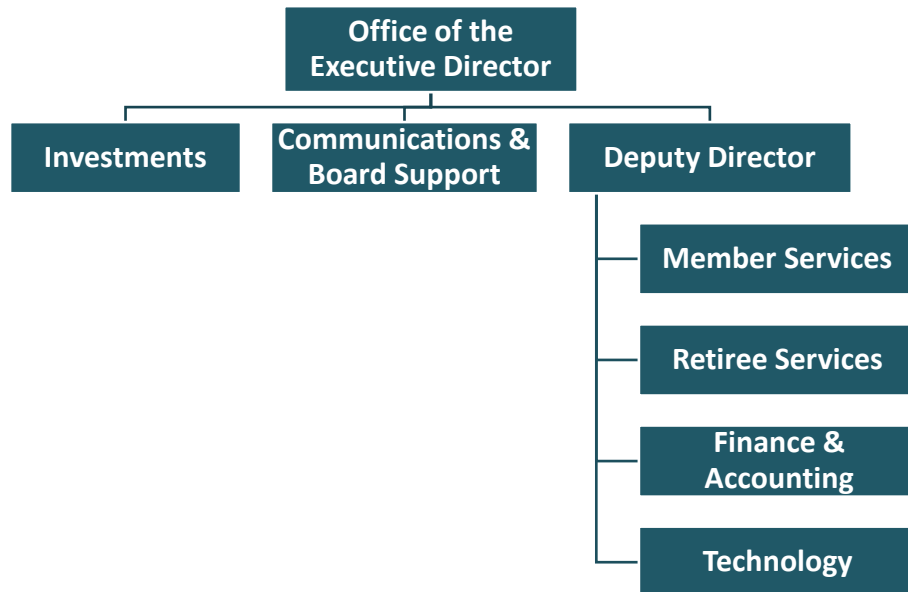 Office of the
Executive Director
Investments
Communications &
Board Support
Deputy Director
Member Services
Retiree Services
Finance &
Accounting
Technology